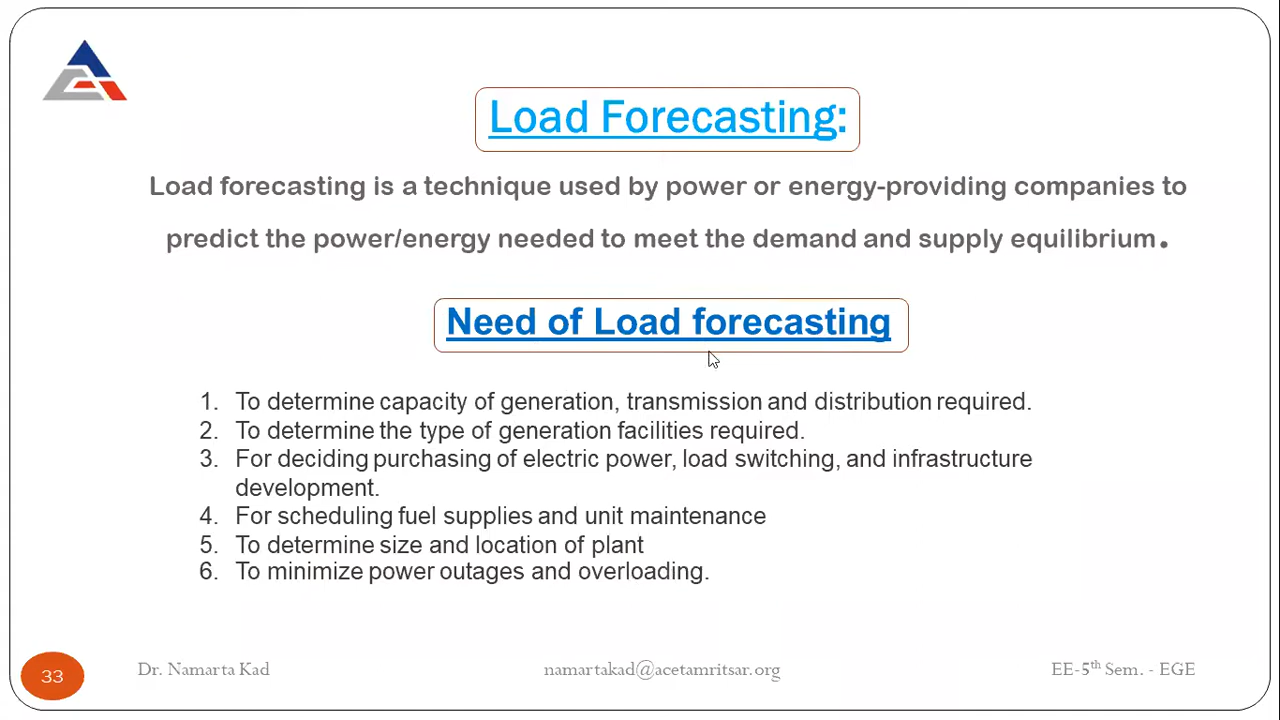 Load Forecasting:
Load forecasting is a technique used by power or energy-providing companies to
predict the power/energy needed to meet the demand and supply equilibrium.
Need of Load forecasting
1. To determine capacity of generation, transmission and distribution required.
2. To determine the type of generation facilities required.
3. For deciding purchasing of electric power, load switching, and infrastructure
development.
4. For scheduling fuel supplies and unit maintenance
5. To determine size and location of plant
6. To minimize power outages and overloading.
33 Dr. Namarta Kad namartakad@acetamritsar.org EE-5th Sem. - EGE